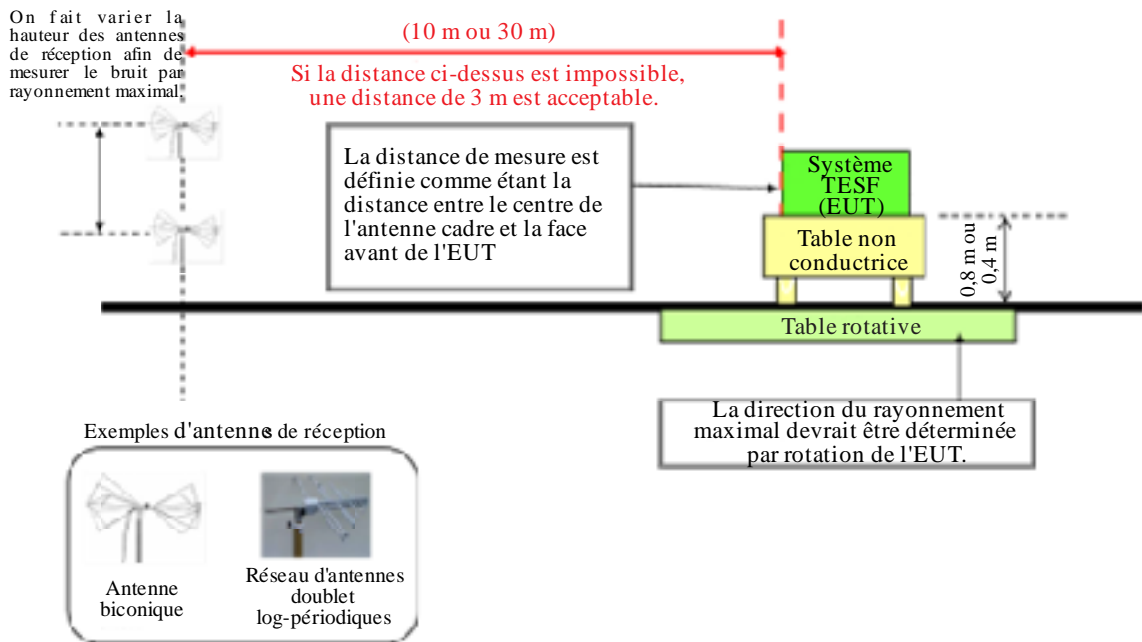 On fait varier la
hauteur des antennes
de réception afin de
mesurer le bruit par
rayonnement maximal.
(10 m ou 30 m)
Si la distance ci-dessus est impossible,
une distance de 3 m est acceptable.
La distance de mesure est
définie comme étant la
distance entre le centre de
l'antenne cadre et la face
avant de l'EUT
Système
TESF
(EUT)
Table non
conductrice
0,8 m ou
0,4 m
Table rotative
La direction du rayonnement
maximal devrait être déterminée
par rotation de l'EUT.
Exemples d'antennes de réception
Antenne
biconique
Réseau d'antennes
doublet
log-périodiques